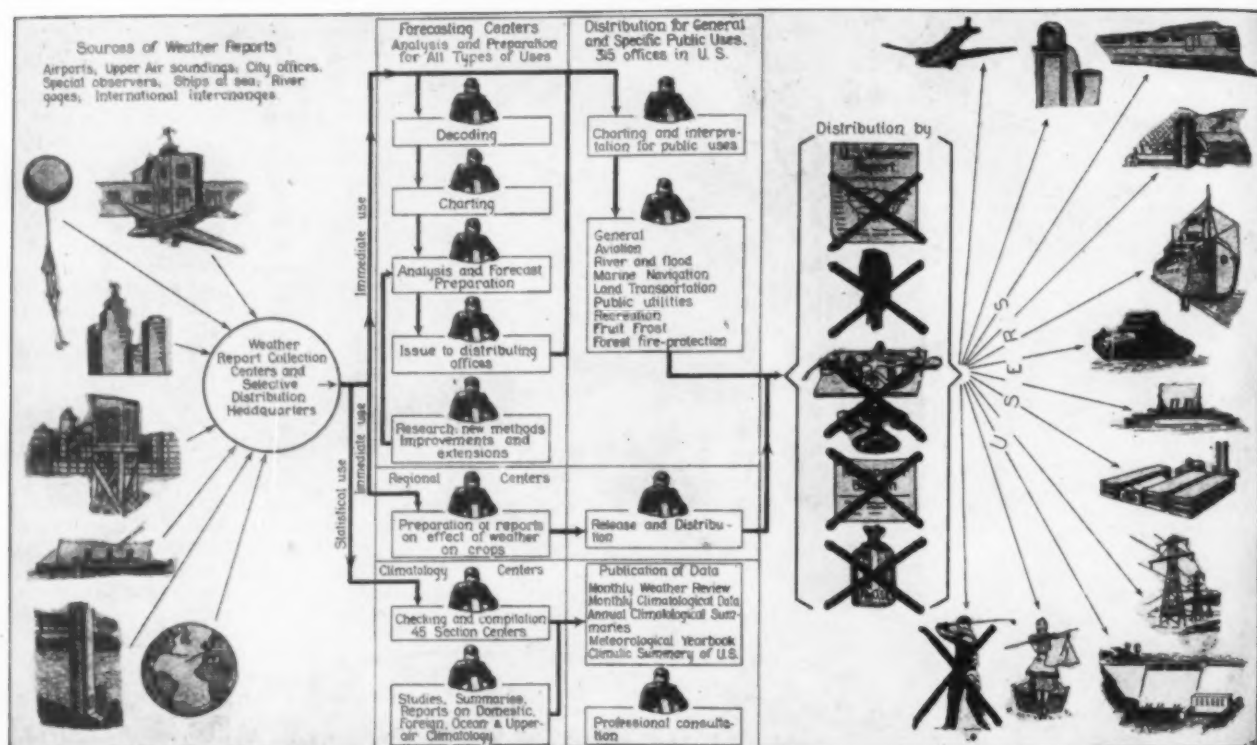 Sources of Weather Reports
Airports, Upper Air soundings, City offices,
Special observers, Ships at sea, River
gages, International interchanges.
Weather
Report Collection
Centers and
Selective
Distribution
Headquarters
Immediate use
Immediate use
Statistical use
Forecasting Centers
Analysis and Preparation
for All Types of Uses
Decoding
Charting
Analysis and Forecast
Preparation
Issue to distributing
offices
Research: new methods
Improvements and
extensions
Regional Centers
Preparation of reports
on effect of weather
on crops
Climatology Centers
Checking and compilation
45 Section Centers
Studies, Summaries,
Reports on Domestic,
Foreign, Ocean & Upper-
air Climatology
Distribution for General
and Specific Public Uses.
315 offices in U.S.
Charting and interpre-
tation for public uses
General
Aviation
River and flood
Marine Navigation
Land Transportation
Public utilities
Recreation
Fruit Frost
Forest fire-protection
Release and Distribu-
tion
Publication of Data
Monthly Weather Review
Monthly Climatological Data
Annual Climatological Sum-
maries
Meteorological Yearbook
Climatic Summary of U.S.
Professional consulta-
tion
Distribution by
USERS